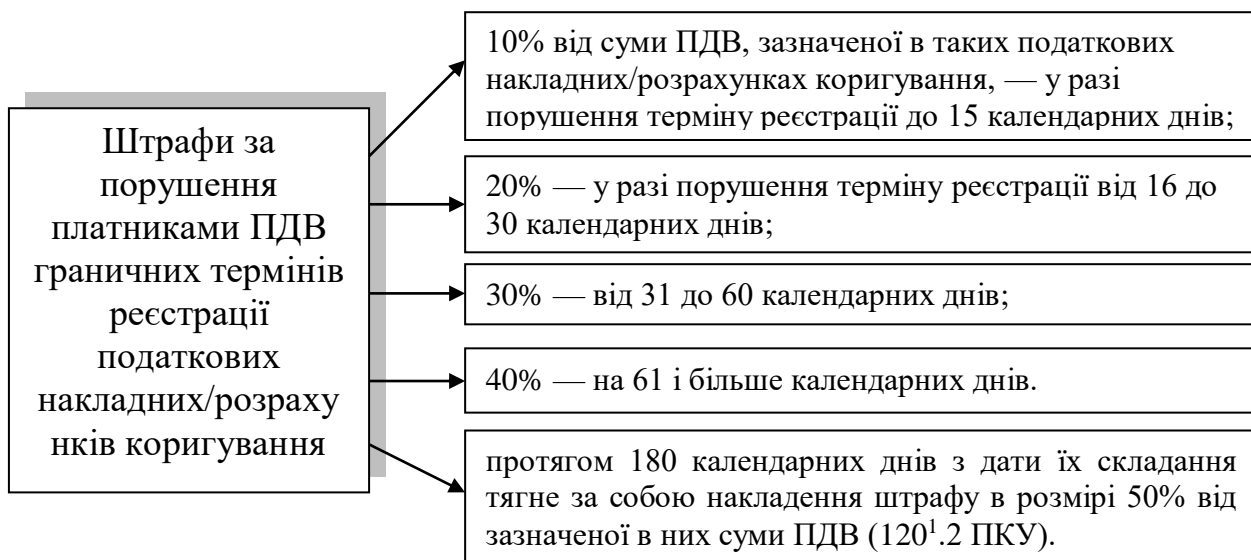 Штрафи за
порушення
платниками ПДВ
граничних термінів
реєстрації
податкових
накладних/розраху
нків коригування
10% від суми ПДВ, зазначеної в таких податкових
накладних/розрахунках коригування, — у разі
порушення терміну реєстрації до 15 календарних днів;
20% — у разі порушення терміну реєстрації від 16 до
30 календарних днів;
30% — від 31 до 60 календарних днів;
40% — на 61 і більше календарних днів.
протягом 180 календарних днів з дати їх складання
тягне за собою накладення штрафу в розмірі 50% від
зазначеної в них суми ПДВ (120¹.2 ПКУ).